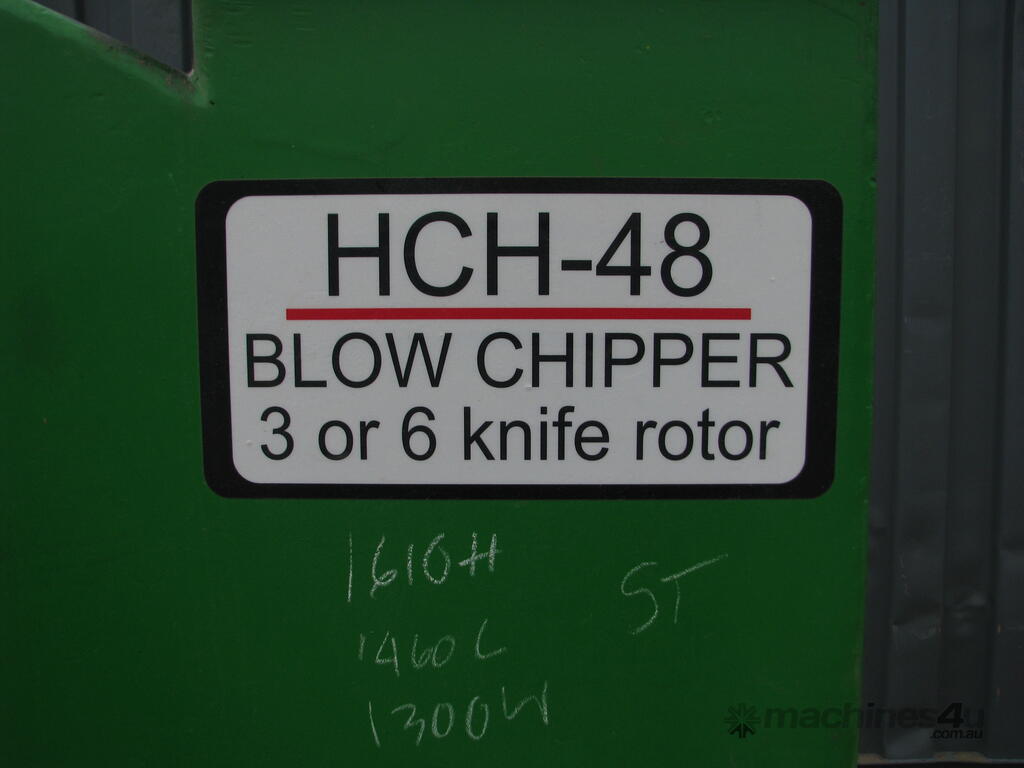 HCH-48
BLOW CHIPPER
3 or 6 knife rotor
1610H
ST
1460L
1300W
machines4u
.com.au